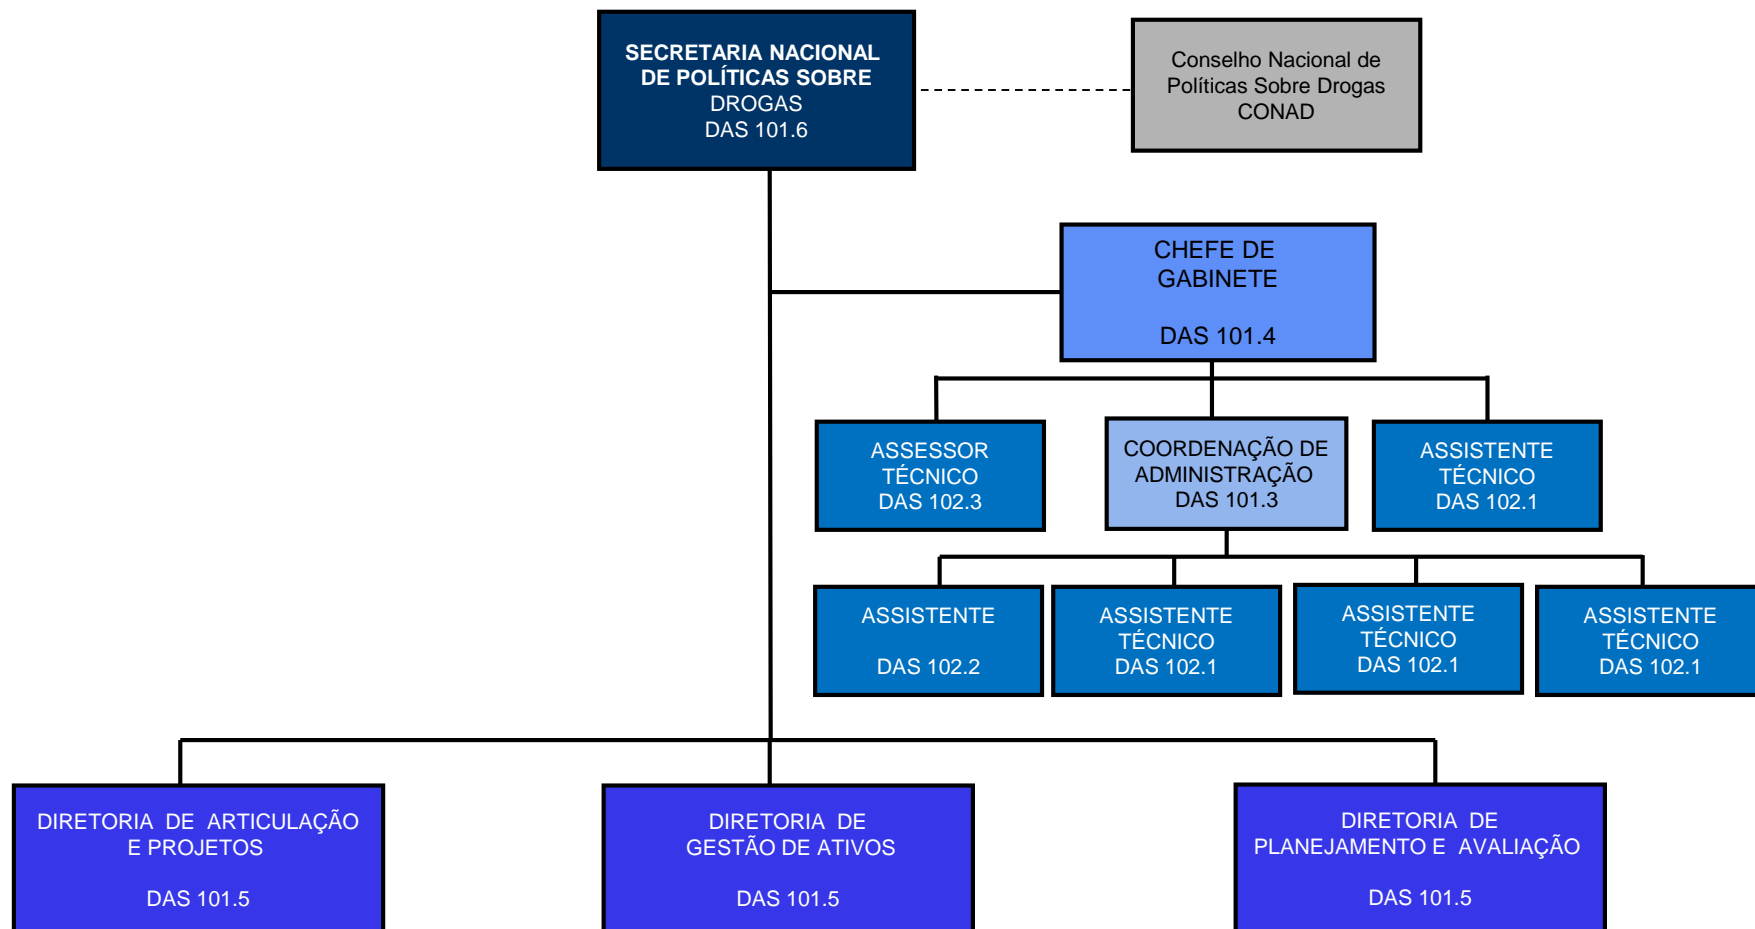 SECRETARIA NACIONAL
DE POLÍTICAS SOBRE
DROGAS
DAS 101.6
Conselho Nacional de
Políticas Sobre Drogas
CONAD
CHEFE DE
GABINETE
DAS 101.4
ASSESSOR
TÉCNICO
DAS 102.3
COORDENAÇÃO DE
ADMINISTRAÇÃO
DAS 101.3
ASSISTENTE
TÉCNICO
DAS 102.1
ASSISTENTE
DAS 102.2
ASSISTENTE
TÉCNICO
DAS 102.1
ASSISTENTE
TÉCNICO
DAS 102.1
ASSISTENTE
TÉCNICO
DAS 102.1
DIRETORIA DE ARTICULAÇÃO
E PROJETOS
DAS 101.5
DIRETORIA DE
GESTÃO DE ATIVOS
DAS 101.5
DIRETORIA DE
PLANEJAMENTO E AVALIAÇÃO
DAS 101.5